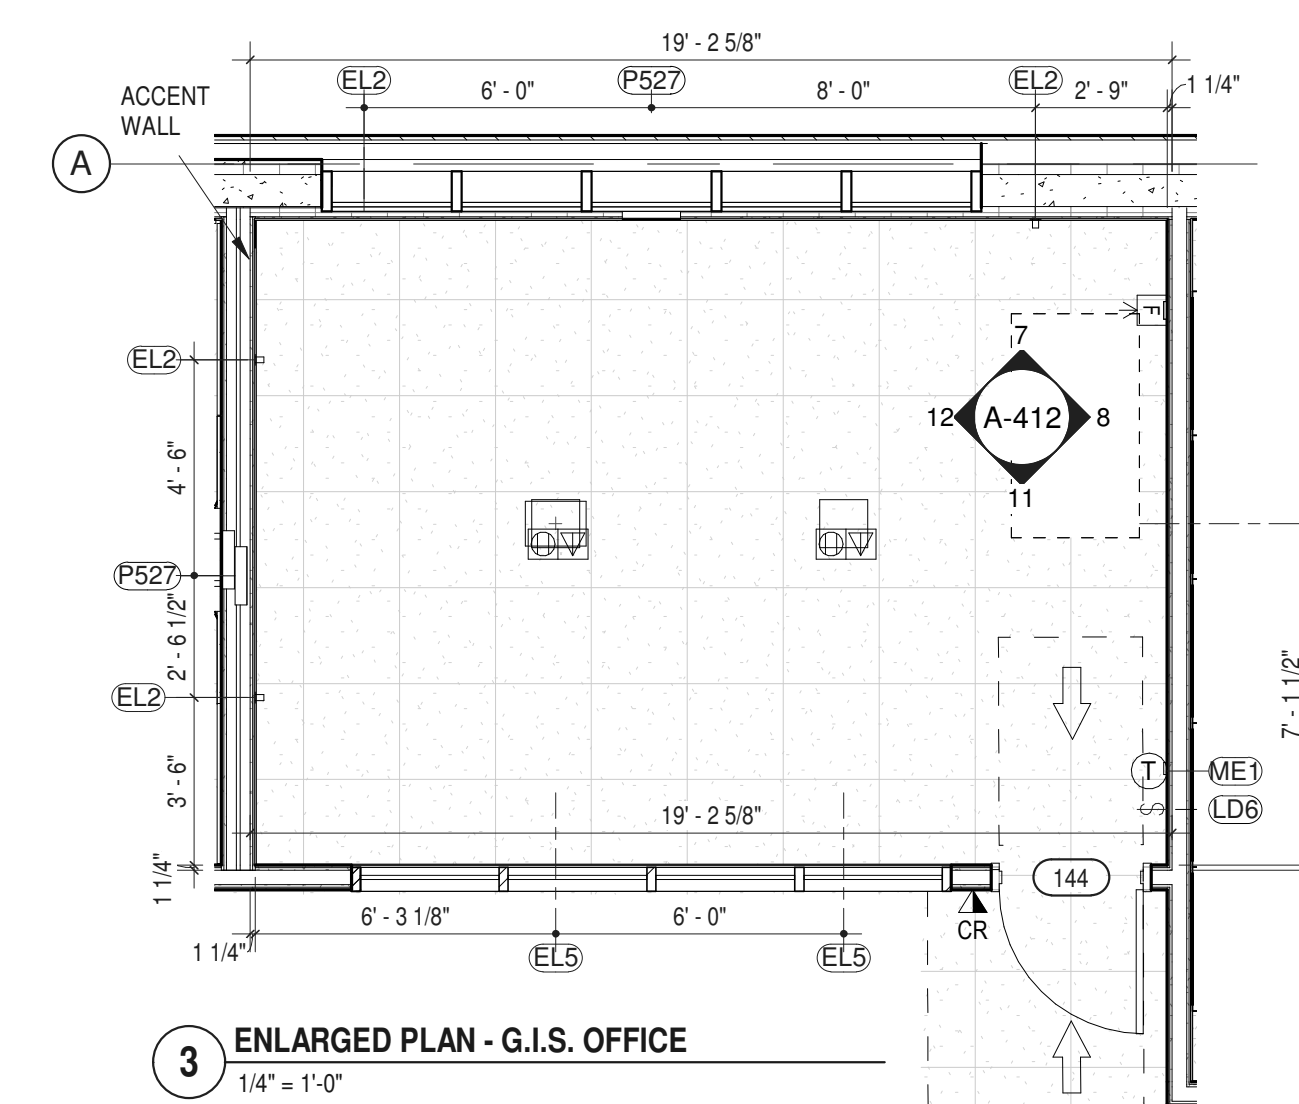 19' - 2 5/8"
EL2
6' - 0"
P527
8' - 0"
EL2
2' - 9"
1 1/4"
ACCENT
WALL
A
F
7
12
A-412
8
11
EL2
4' - 6"
P527
2' - 6 1/2"
EL2
3' - 6"
1 1/4"
7' - 1 1/2"
T
ME1
S
LD6
19' - 2 5/8"
144
6' - 3 1/8"
6' - 0"
CR
1 1/4"
EL5
EL5
3
ENLARGED PLAN - G.I.S. OFFICE
1/4" = 1'-0"